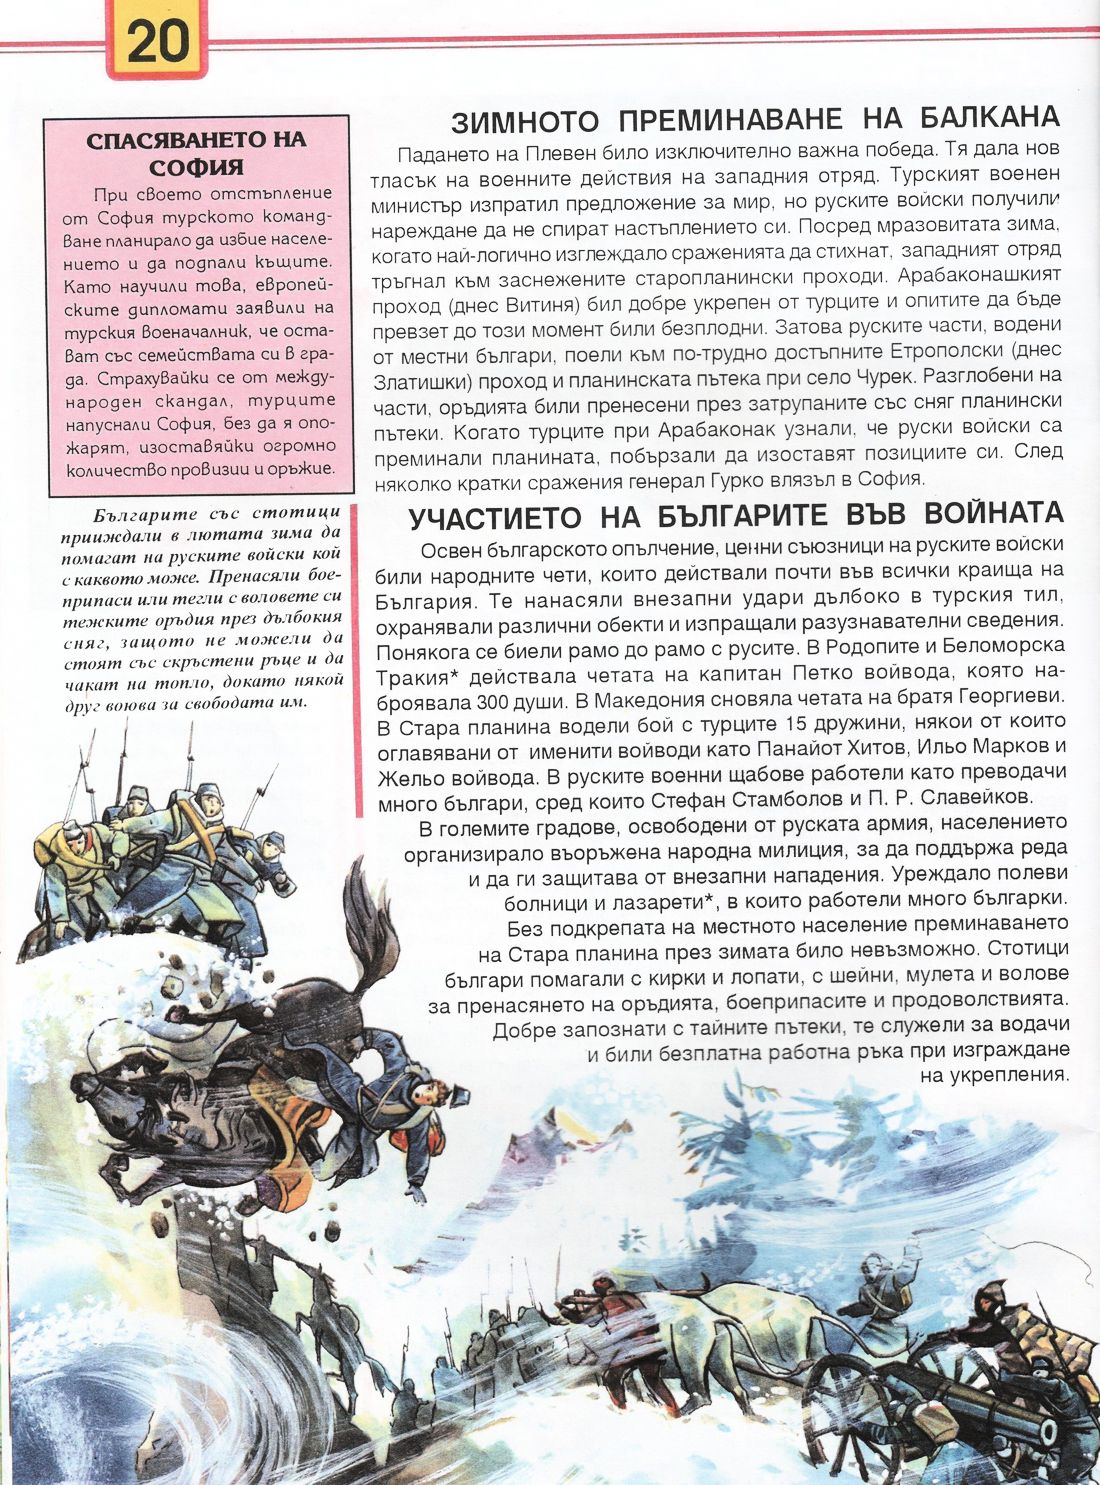 20
СПАСЯВАНЕТО НА
СОФИЯ
При своето отстъпление
от София турското команд-
ване планирало да избие населе-
нието и да подпали къщите.
Като научили това, европей-
ските дипломати заявили на
турския военачалник, че оста-
ват със семействата си в гра-
да. Страхувайки се от между-
народен скандал, турците
напуснали София, без да я опо-
жарят, изоставяйки огромно
количество провизии и оръжие.
Българите със стотици
прииждали в лютата зима да
помагат на руските войски кой
с каквото може. Пренасяли бое-
припаси или тегли с воловете си
тежките оръдия през дълбокия
сняг, защото не можели да
стоят със скръстени ръце и да
чакат на топло, докато някой
друг воюва за свободата им.
ЗИМНОТО ПРЕМИНАВАНЕ НА БАЛКАНА
Падането на Плевен било изключително важна победа. Тя дала нов
тласък на военните действия на западния отряд. Турският военен
министър изпратил предложение за мир, но руските войски получили
нареждане да не спират настъплението си. Посред мразовитата зима,
когато най-логично изглеждало сраженията да стихнат, западният отряд
тръгнал към заснежените старопланински проходи. Арабаконашкият
проход (днес Витиня) бил добре укрепен от турците и опитите да бъде
превзет до този момент били безплодни. Затова руските части, водени
от местни българи, поели към по-трудно достъпните Етрополски (днес
Златишки) проход и планинската пътека при село Чурек. Разглобени на
части, оръдията били пренесени през затрупаните със сняг планински
пътеки. Когато турците при Арабаконак узнали, че руски войски са
преминали планината, побързали да изоставят позициите си. След
няколко кратки сражения генерал Гурко влязъл в София.
УЧАСТИЕТО НА БЪЛГАРИТЕ ВЪВ ВОЙНАТА
Освен българското опълчение, ценни съюзници на руските войски
били народните чети, които действали почти във всички краища на
България. Те нанасяли внезапни удари дълбоко в турския тил,
охранявали различни обекти и изпращали разузнавателни сведения.
Понякога се биели рамо до рамо с русите. В Родопите и Беломорска
Тракия* действала четата на капитан Петко войвода, която на-
броявала 300 души. В Македония сновяла четата на братя Георгиеви.
В Стара планина водели бой с турците 15 дружини, някои от които
оглавявани от именити войводи като Панайот Хитов, Ильо Марков и
Жельо войвода. В руските военни щабове работели като преводачи
много българи, сред които Стефан Стамболов и П. Р. Славейков.
В големите градове, освободени от руската армия, населението
организирало въоръжена народна милиция, за да поддържа реда
и да ги защитава от внезапни нападения. Уреждало полеви
болници и лазарети*, в които работели много българки.
Без подкрепата на местното население преминаването
на Стара планина през зимата било невъзможно. Стотици
българи помагали с кирки и лопати, с шейни, мулета и волове
за пренасянето на оръдията, боеприпасите и продоволствията.
Добре запознати с тайните пътеки, те служели за водачи
и били безплатна работна ръка при изграждане
на укрепления.